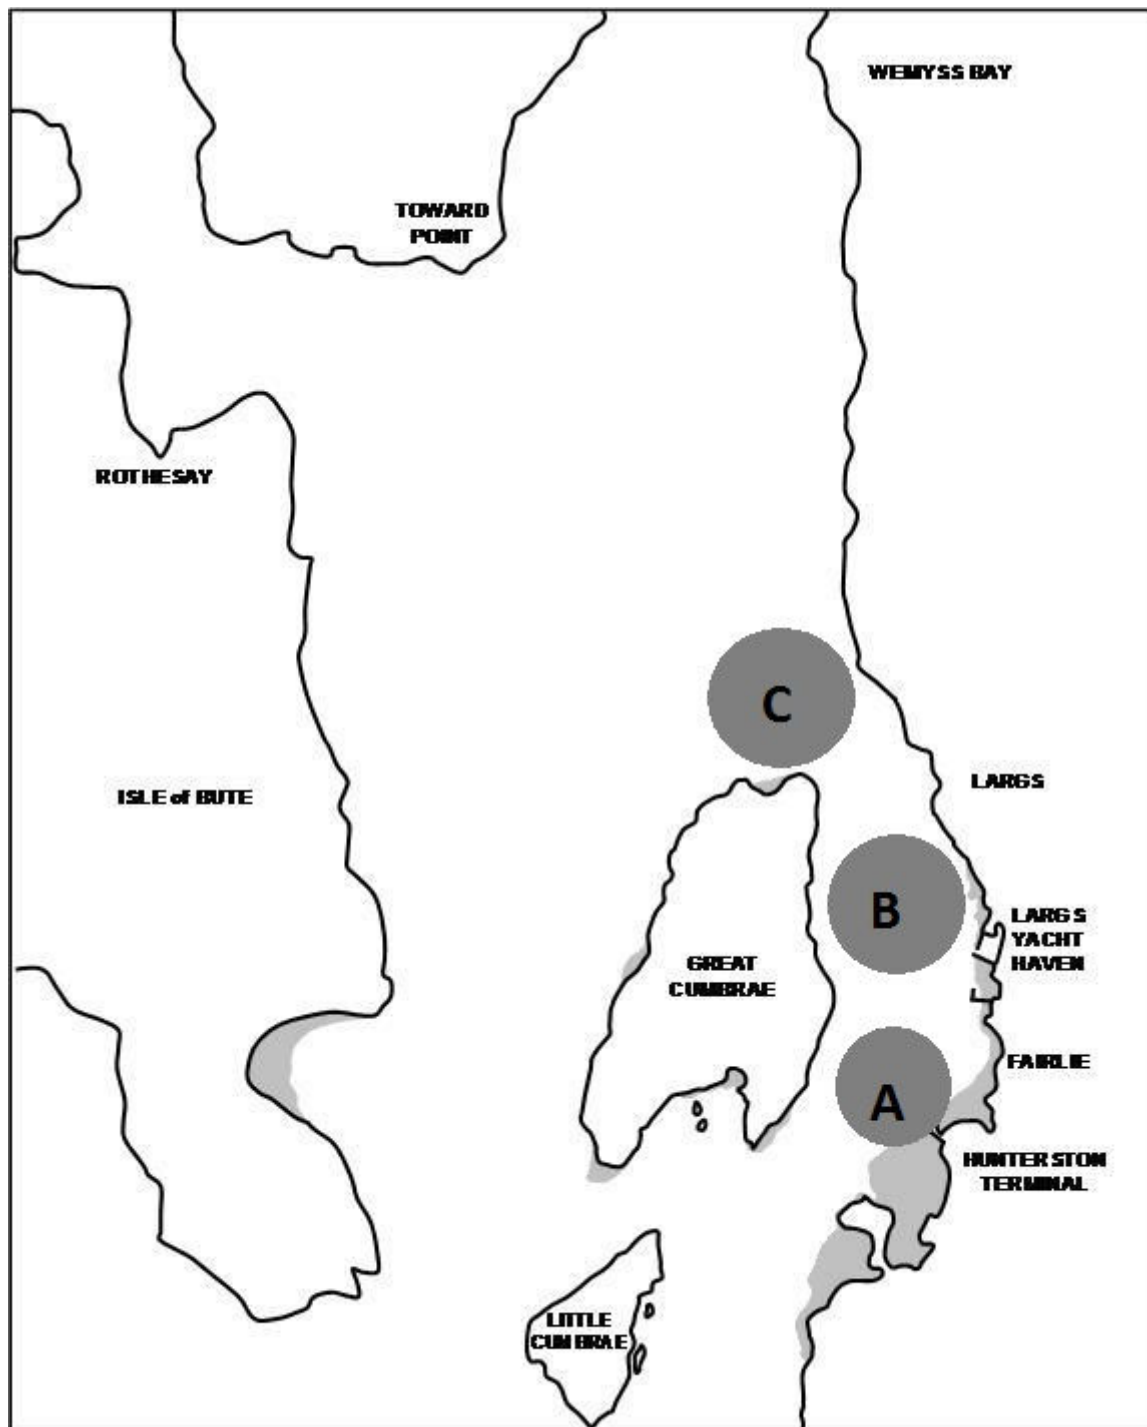 WEMYSS BAY
TOWARD
POINT
ROTHESAY
C
ISLE of BUTE
LARGS
B
LARGS
YACHT
HAVEN
GREAT
CUMBRAE
FAIRLIE
A
HUNTERSTON
TERMINAL
LITTLE
CUMBRAE